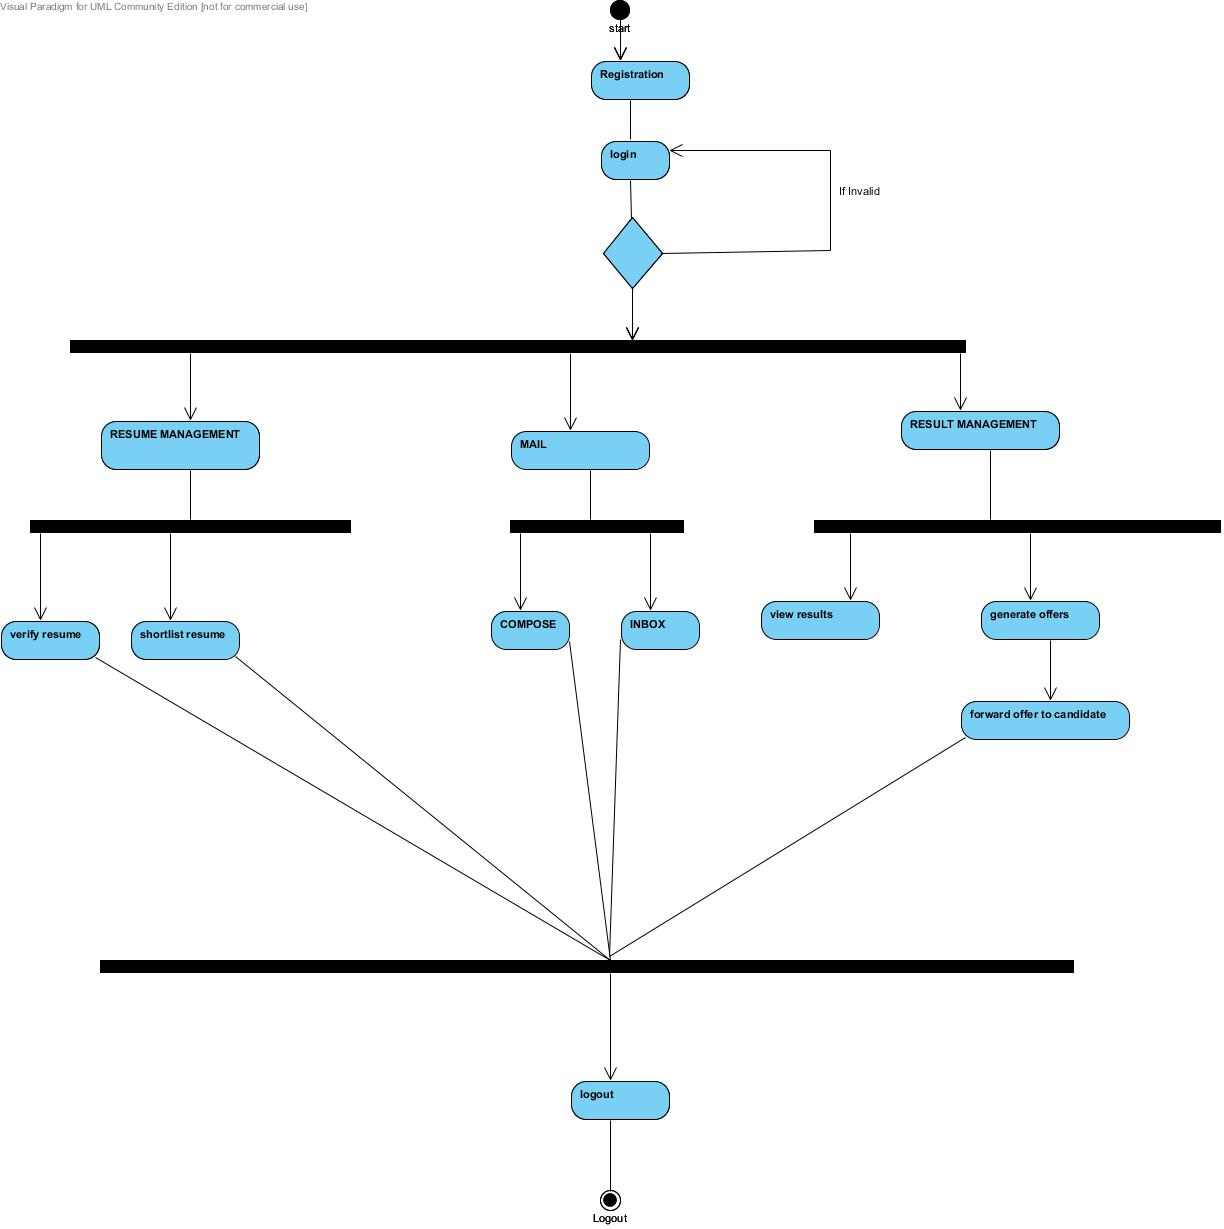 Visual Paradigm for UML Community Edition [not for commercial use]
start
Registration
login
If Invalid
RESUME MANAGEMENT
MAIL
RESULT MANAGEMENT
verify resume
shortlist resume
COMPOSE
INBOX
view results
generate offers
forward offer to candidate
logout
Logout